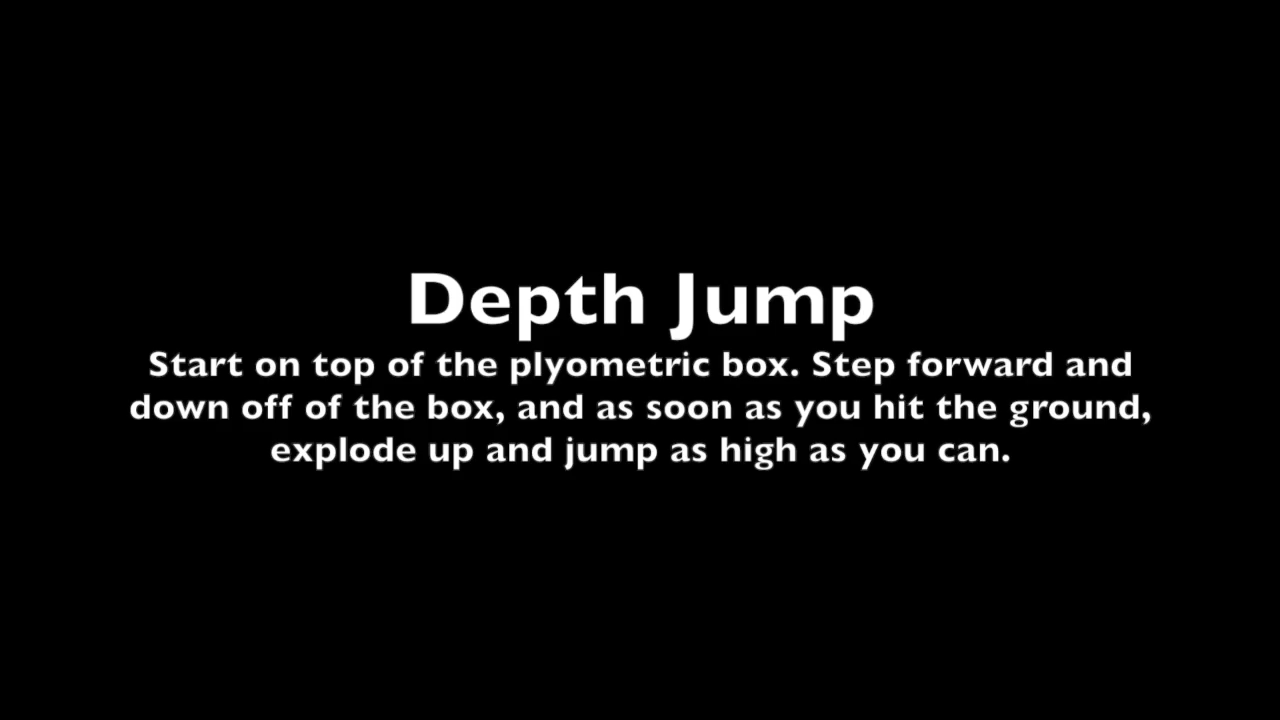 Depth Jump
Start on top of the plyometric box. Step forward and
down off of the box, and as soon as you hit the ground,
explode up and jump as high as you can.